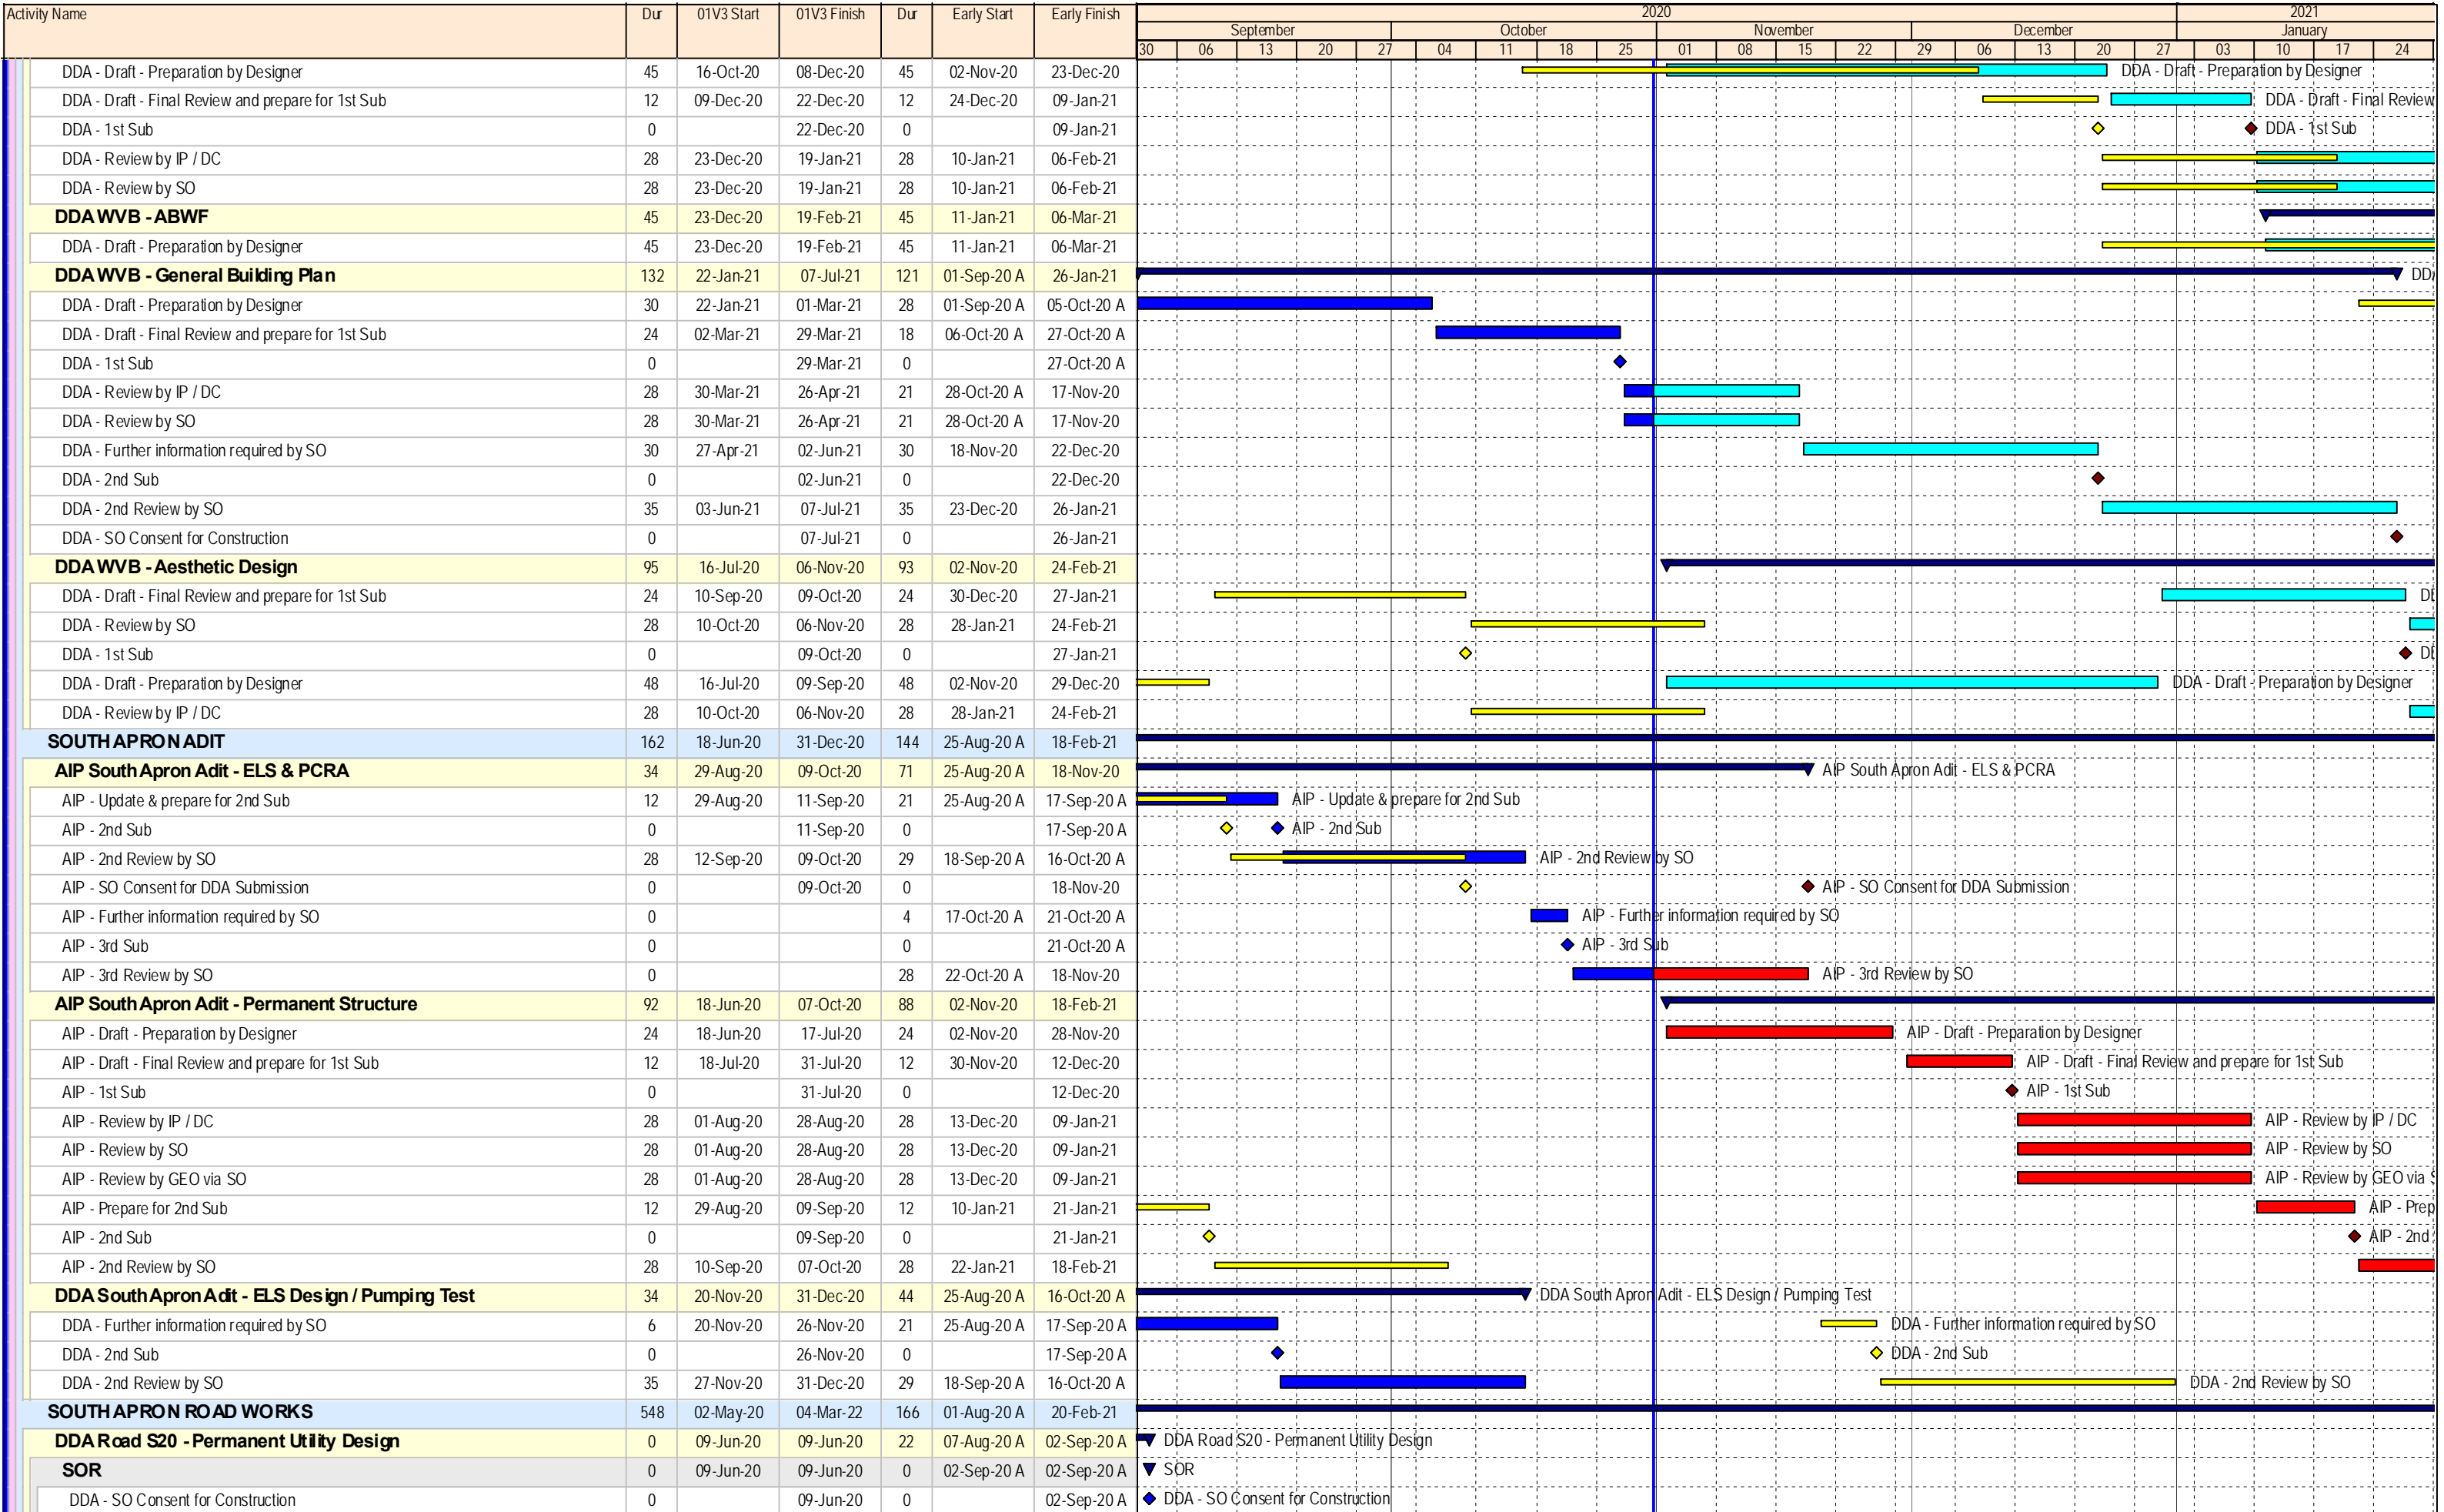 Activity Name Dur 01V3 Start 01V3 Finish Dur Early Start Early Finish 2020 2021
September October November December January
30 06 13 20 27 04 11 18 25 01 08 15 22 29 06 13 20 27 03 10 17 24
DDA - Draft - Preparation by Designer 45 16-Oct-20 08-Dec-20 45 02-Nov-20 23-Dec-20 DDA - Draft - Preparation by Designer
DDA - Draft - Final Review and prepare for 1st Sub 12 09-Dec-20 22-Dec-20 12 24-Dec-20 09-Jan-21 DDA - Draft - Final Review
DDA - 1st Sub 0 22-Dec-20 0 09-Jan-21 DDA - 1st Sub
DDA - Review by IP / DC 28 23-Dec-20 19-Jan-21 28 10-Jan-21 06-Feb-21
DDA - Review by SO 28 23-Dec-20 19-Jan-21 28 10-Jan-21 06-Feb-21
DDA WVB - ABWF 45 23-Dec-20 19-Feb-21 45 11-Jan-21 06-Mar-21
DDA - Draft - Preparation by Designer 45 23-Dec-20 19-Feb-21 45 11-Jan-21 06-Mar-21
DDA WVB - General Building Plan 132 22-Jan-21 07-Jul-21 121 01-Sep-20 A 26-Jan-21 DD
DDA - Draft - Preparation by Designer 30 22-Jan-21 01-Mar-21 28 01-Sep-20 A 05-Oct-20 A
DDA - Draft - Final Review and prepare for 1st Sub 24 02-Mar-21 29-Mar-21 18 06-Oct-20 A 27-Oct-20 A
DDA - 1st Sub 0 29-Mar-21 0 27-Oct-20 A
DDA - Review by IP / DC 28 30-Mar-21 26-Apr-21 21 28-Oct-20 A 17-Nov-20
DDA - Review by SO 28 30-Mar-21 26-Apr-21 21 28-Oct-20 A 17-Nov-20
DDA - Further information required by SO 30 27-Apr-21 02-Jun-21 30 18-Nov-20 22-Dec-20
DDA - 2nd Sub 0 02-Jun-21 0 22-Dec-20
DDA - 2nd Review by SO 35 03-Jun-21 07-Jul-21 35 23-Dec-20 26-Jan-21
DDA - SO Consent for Construction 0 07-Jul-21 0 26-Jan-21
DDA WVB - Aesthetic Design 95 16-Jul-20 06-Nov-20 93 02-Nov-20 24-Feb-21
DDA - Draft - Final Review and prepare for 1st Sub 24 10-Sep-20 09-Oct-20 24 30-Dec-20 27-Jan-21 D
DDA - Review by SO 28 10-Oct-20 06-Nov-20 28 28-Jan-21 24-Feb-21
DDA - 1st Sub 0 09-Oct-20 0 27-Jan-21 D
DDA - Draft - Preparation by Designer 48 16-Jul-20 09-Sep-20 48 02-Nov-20 29-Dec-20 DDA - Draft - Preparation by Designer
DDA - Review by IP / DC 28 10-Oct-20 06-Nov-20 28 28-Jan-21 24-Feb-21
SOUTH APRON ADIT 162 18-Jun-20 31-Dec-20 144 25-Aug-20 A 18-Feb-21
AIP South Apron Adit - ELS & PCRA 34 29-Aug-20 09-Oct-20 71 25-Aug-20 A 18-Nov-20 AIP South Apron Adit - ELS & PCRA
AIP - Update & prepare for 2nd Sub 12 29-Aug-20 11-Sep-20 21 25-Aug-20 A 17-Sep-20 A AIP - Update & prepare for 2nd Sub
AIP - 2nd Sub 0 11-Sep-20 0 17-Sep-20 A AIP - 2nd Sub
AIP - 2nd Review by SO 28 12-Sep-20 09-Oct-20 29 18-Sep-20 A 16-Oct-20 A AIP - 2nd Review by SO
AIP - SO Consent for DDA Submission 0 09-Oct-20 0 18-Nov-20 AIP - SO Consent for DDA Submission
AIP - Further information required by SO 0 4 17-Oct-20 A 21-Oct-20 A AIP - Further information required by SO
AIP - 3rd Sub 0 0 21-Oct-20 A AIP - 3rd Sub
AIP - 3rd Review by SO 0 28 22-Oct-20 A 18-Nov-20 AIP - 3rd Review by SO
AIP South Apron Adit - Permanent Structure 92 18-Jun-20 07-Oct-20 88 02-Nov-20 18-Feb-21
AIP - Draft - Preparation by Designer 24 18-Jun-20 17-Jul-20 24 02-Nov-20 28-Nov-20 AIP - Draft - Preparation by Designer
AIP - Draft - Final Review and prepare for 1st Sub 12 18-Jul-20 31-Jul-20 12 30-Nov-20 12-Dec-20 AIP - Draft - Final Review and prepare for 1st Sub
AIP - 1st Sub 0 31-Jul-20 0 12-Dec-20 AIP - 1st Sub
AIP - Review by IP / DC 28 01-Aug-20 28-Aug-20 28 13-Dec-20 09-Jan-21 AIP - Review by IP / DC
AIP - Review by SO 28 01-Aug-20 28-Aug-20 28 13-Dec-20 09-Jan-21 AIP - Review by SO
AIP - Review by GEO via SO 28 01-Aug-20 28-Aug-20 28 13-Dec-20 09-Jan-21 AIP - Review by GEO via
AIP - Prepare for 2nd Sub 12 29-Aug-20 09-Sep-20 12 10-Jan-21 21-Jan-21 AIP - Prep
AIP - 2nd Sub 0 09-Sep-20 0 21-Jan-21 AIP - 2nd
AIP - 2nd Review by SO 28 10-Sep-20 07-Oct-20 28 22-Jan-21 18-Feb-21
DDA South Apron Adit - ELS Design / Pumping Test 34 20-Nov-20 31-Dec-20 44 25-Aug-20 A 16-Oct-20 A DDA South Apron Adit - ELS Design / Pumping Test
DDA - Further information required by SO 6 20-Nov-20 26-Nov-20 21 25-Aug-20 A 17-Sep-20 A DDA - Further information required by SO
DDA - 2nd Sub 0 26-Nov-20 0 17-Sep-20 A DDA - 2nd Sub
DDA - 2nd Review by SO 35 27-Nov-20 31-Dec-20 29 18-Sep-20 A 16-Oct-20 A DDA - 2nd Review by SO
SOUTH APRON ROAD WORKS 548 02-May-20 04-Mar-22 166 01-Aug-20 A 20-Feb-21
DDA Road S20 - Permanent Utility Design 0 09-Jun-20 09-Jun-20 22 07-Aug-20 A 02-Sep-20 A DDA Road S20 - Permanent Utility Design
SOR 0 09-Jun-20 09-Jun-20 0 02-Sep-20 A 02-Sep-20 A SOR
DDA - SO Consent for Construction 0 09-Jun-20 0 02-Sep-20 A DDA - SO Consent for Construction